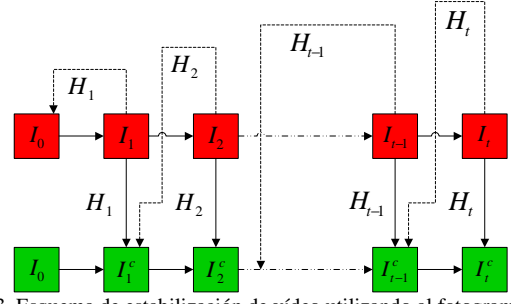 H_t
H_{t-1}
H_1 H_2
I_0 I_1 I_2 I_{t-1} I_t
H_1 H_2 H_{t-1} H_t
I_0 I_1^c I_2^c I_{t-1}^c I_t^c
Esquema de estabilización de vídeo utilizando el fotograma